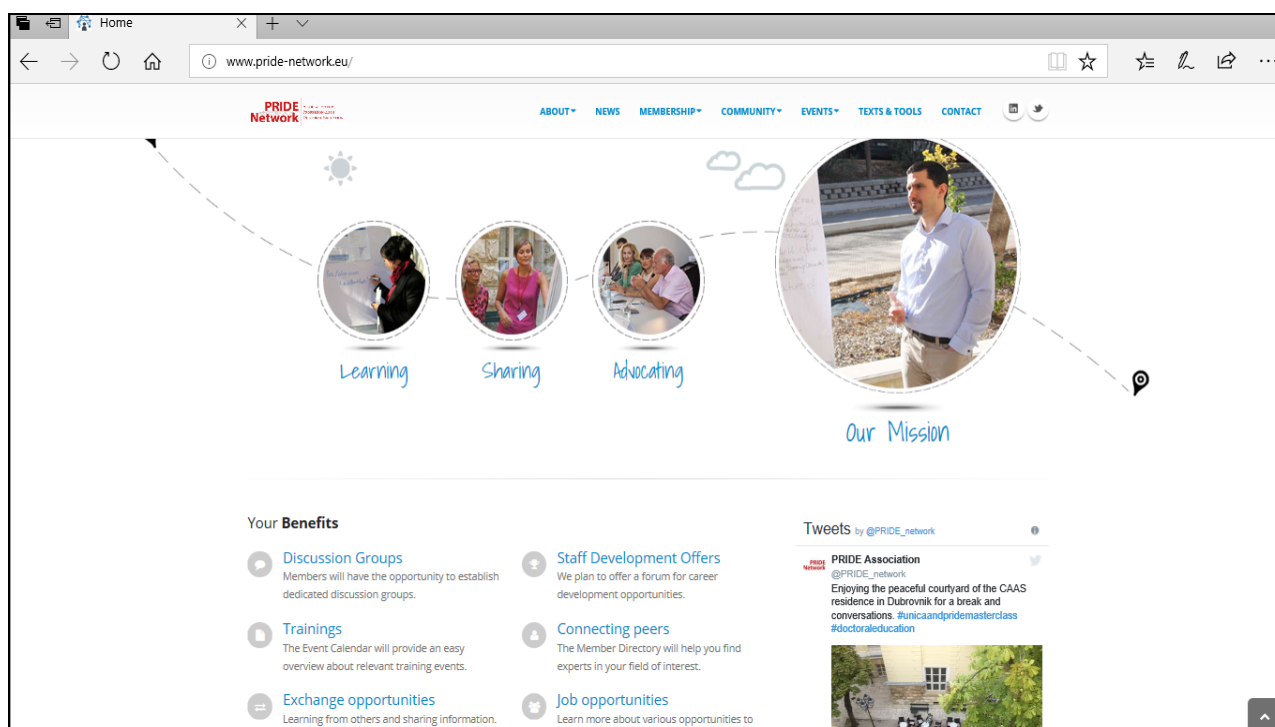 Home
www.pride-network.eu/
PRIDE
Network
ABOUT NEWS MEMBERSHIP COMMUNITY EVENTS TEXTS & TOOLS CONTACT
Learning
Sharing
Advocating
Our Mission
Your Benefits
Discussion Groups
Members will have the opportunity to establish
dedicated discussion groups.
Staff Development Offers
We plan to offer a forum for career
development opportunities.
Trainings
The Event Calendar will provide an easy
overview about relevant training events.
Connecting peers
The Member Directory will help you find
experts in your field of interest.
Exchange opportunities
Learning from others and sharing information.
Job opportunities
Learn more about various opportunities to
Tweets by @PRIDE_network
PRIDE
Network
PRIDE Association
@PRIDE_network
Enjoying the peaceful courtyard of the CAAS
residence in Dubrovnik for a break and
conversations. #unicaandpridemasterclass
#doctoraleducation